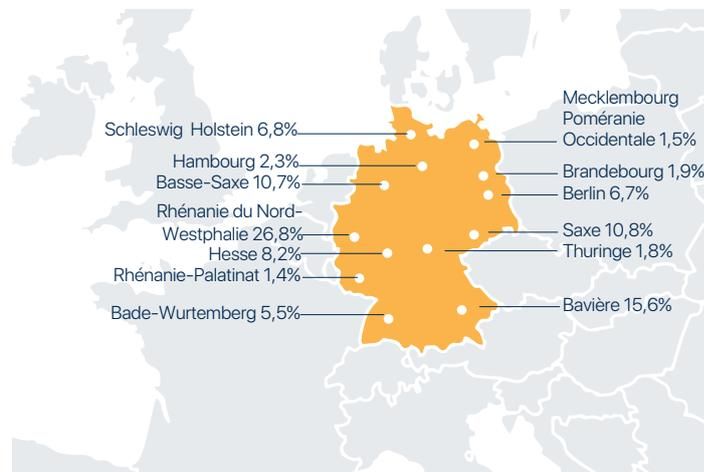 Schleswig Holstein 6,8%
Hambourg 2,3%
Basse-Saxe 10,7%
Rhénanie du Nord-
Westphalie 26,8%
Hesse 8,2%
Rhénanie-Palatinat 1,4%
Bade-Wurtemberg 5,5%
Mecklembourg
Poméranie
Occidentale 1,5%
Brandebourg 1,9%
Berlin 6,7%
Saxe 10,8%
Thuringe 1,8%
Bavière 15,6%